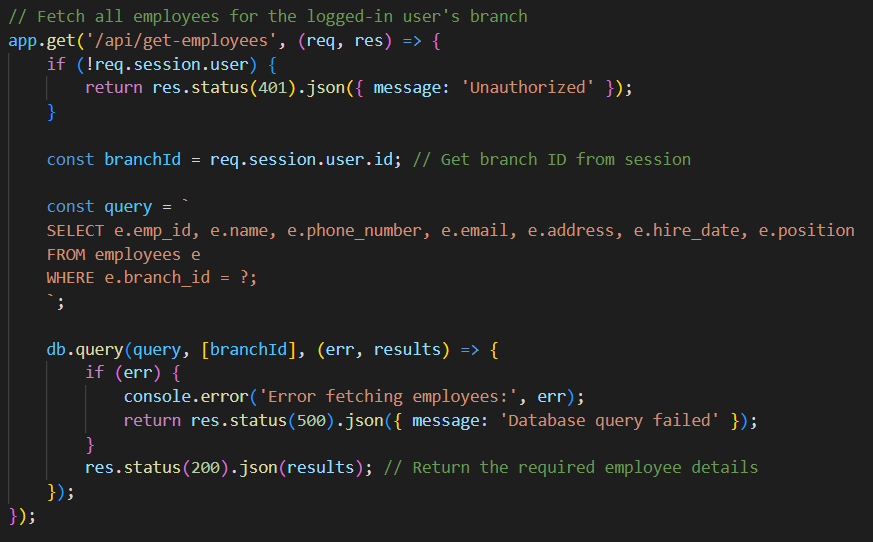 // Fetch all employees for the logged-in user's branch
app.get('/api/get-employees', (req, res) => {
    if (!req.session.user) {
        return res.status(401).json({ message: 'Unauthorized' });
    }

    const branchId = req.session.user.id; // Get branch ID from session

    const query = `
    SELECT e.emp_id, e.name, e.phone_number, e.email, e.address, e.hire_date, e.position
    FROM employees e
    WHERE e.branch_id = ?;
    `;

    db.query(query, [branchId], (err, results) => {
        if (err) {
            console.error('Error fetching employees:', err);
            return res.status(500).json({ message: 'Database query failed' });
        }
        res.status(200).json(results); // Return the required employee details
    });
});